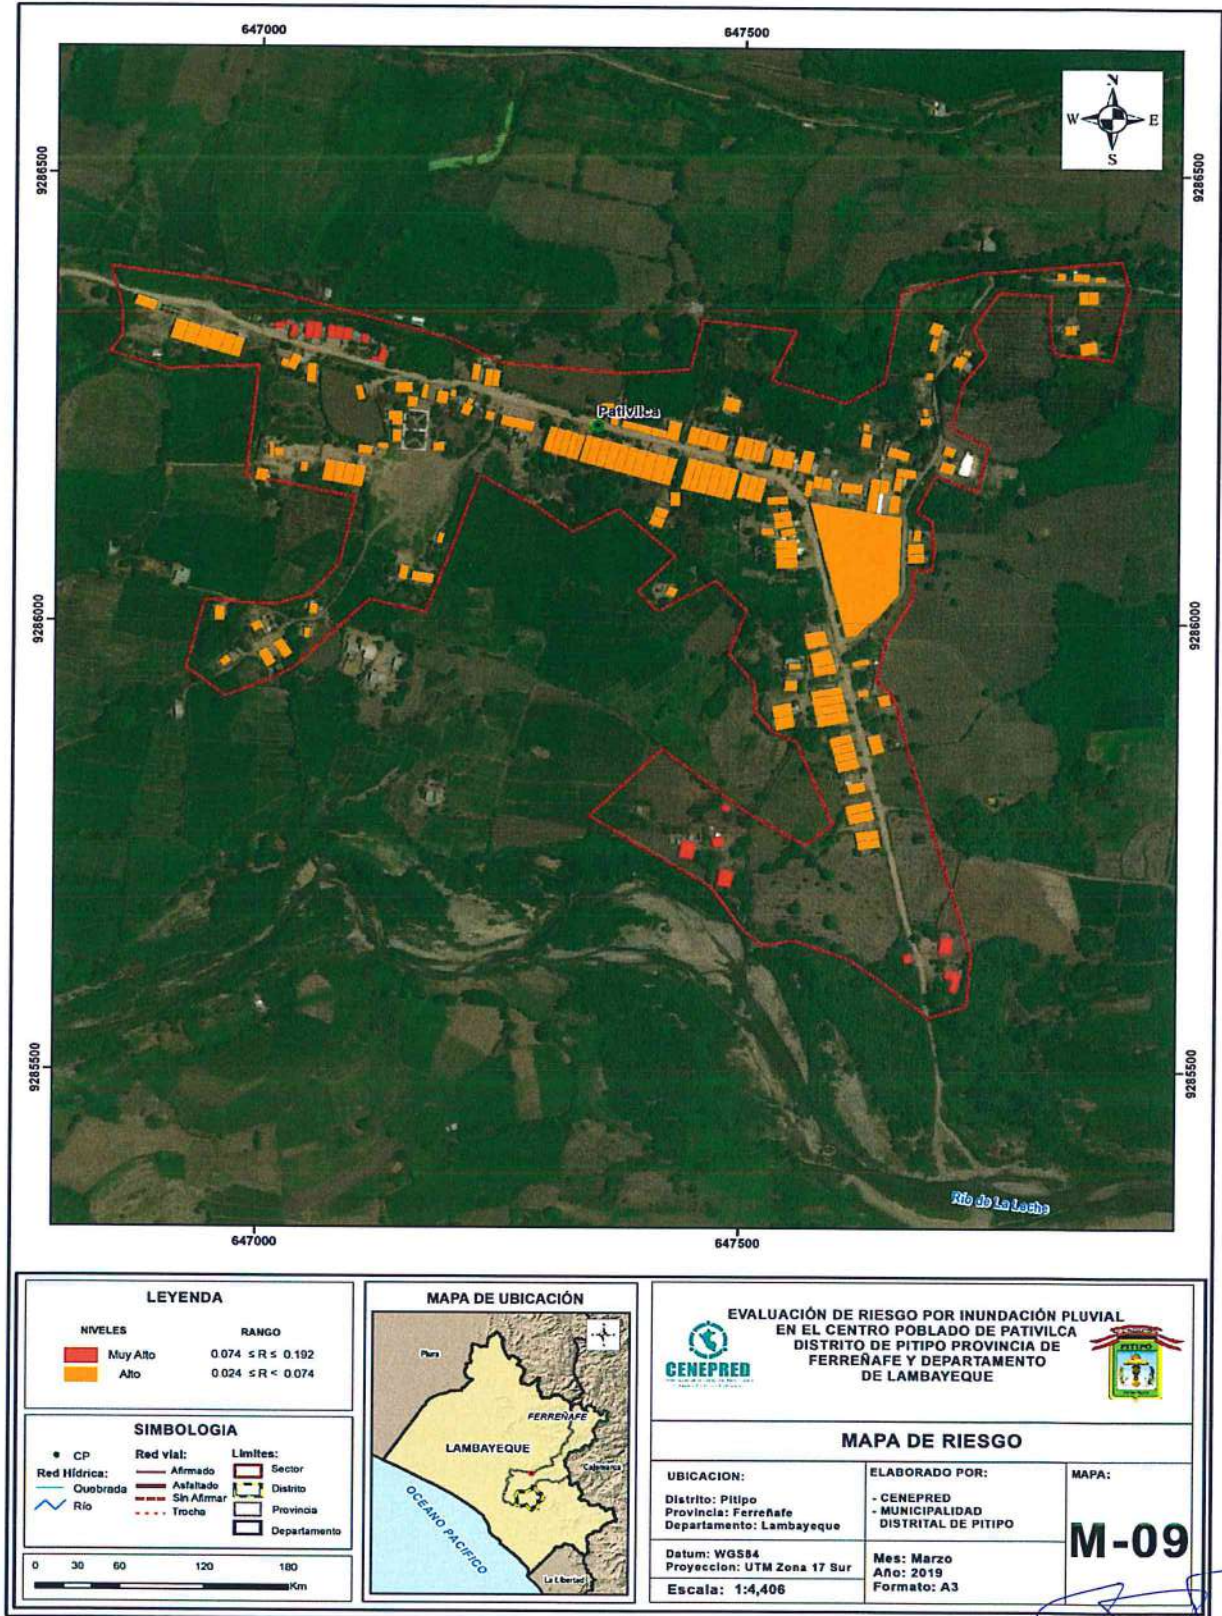 647000
647500
N
W E
S
9286500
9286500
Pativilca
9286000
9286000
9285500
9285500
Río de La Leche
647000
647500
LEYENDA
NIVELES RANGO
Muy Alto 0.074 ≤ R ≤ 0.192
Alto 0.024 ≤ R < 0.074
SIMBOLOGIA
CP
Red Hídrica:
Quebrada
Río
Red vial:
Afirmado
Asfaltado
Sin Afirmar
Trocha
Limites:
Sector
Distrito
Provincia
Departamento
0 30 60 120 180
Km
MAPA DE UBICACIÓN
Piura
FERREÑAFE
LAMBAYEQUE
Cajamarca
OCEANO PACIFICO
La Libertad
CENEPRED
EVALUACIÓN DE RIESGO POR INUNDACIÓN PLUVIAL
EN EL CENTRO POBLADO DE PATIVILCA
DISTRITO DE PITIPO PROVINCIA DE
FERREÑAFE Y DEPARTAMENTO
DE LAMBAYEQUE
PITIPO
MAPA DE RIESGO
UBICACION:
Distrito: Pitipo
Provincia: Ferreñafe
Departamento: Lambayeque
Datum: WGS84
Proyeccion: UTM Zona 17 Sur
Escala: 1:4,406
ELABORADO POR:
- CENEPRED
- MUNICIPALIDAD
DISTRITAL DE PITIPO
Mes: Marzo
Año: 2019
Formato: A3
MAPA:
M-09